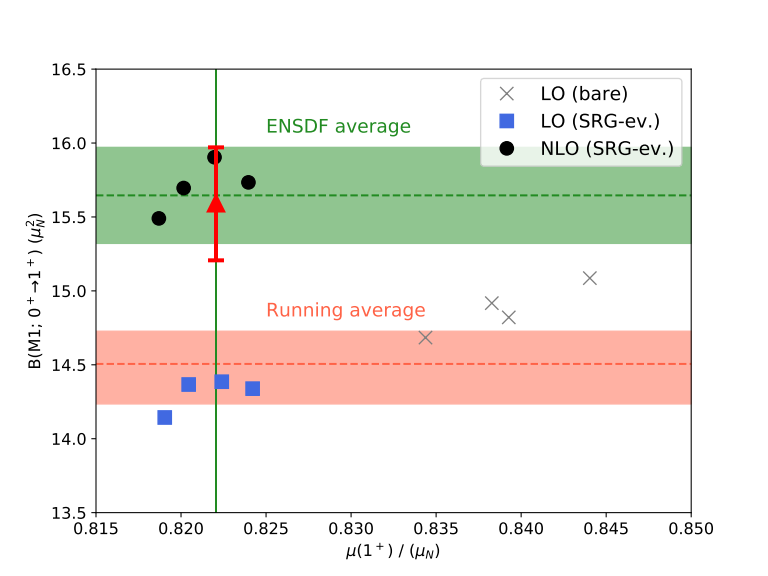 16.5
16.0
15.5
15.0
14.5
14.0
13.5
B(M1; 0⁺→1⁺) (μ²_N)
LO (bare)
LO (SRG-ev.)
NLO (SRG-ev.)
ENSDF average
Running average
0.815 0.820 0.825 0.830 0.835 0.840 0.845 0.850
μ(1⁺) / (μ_N)